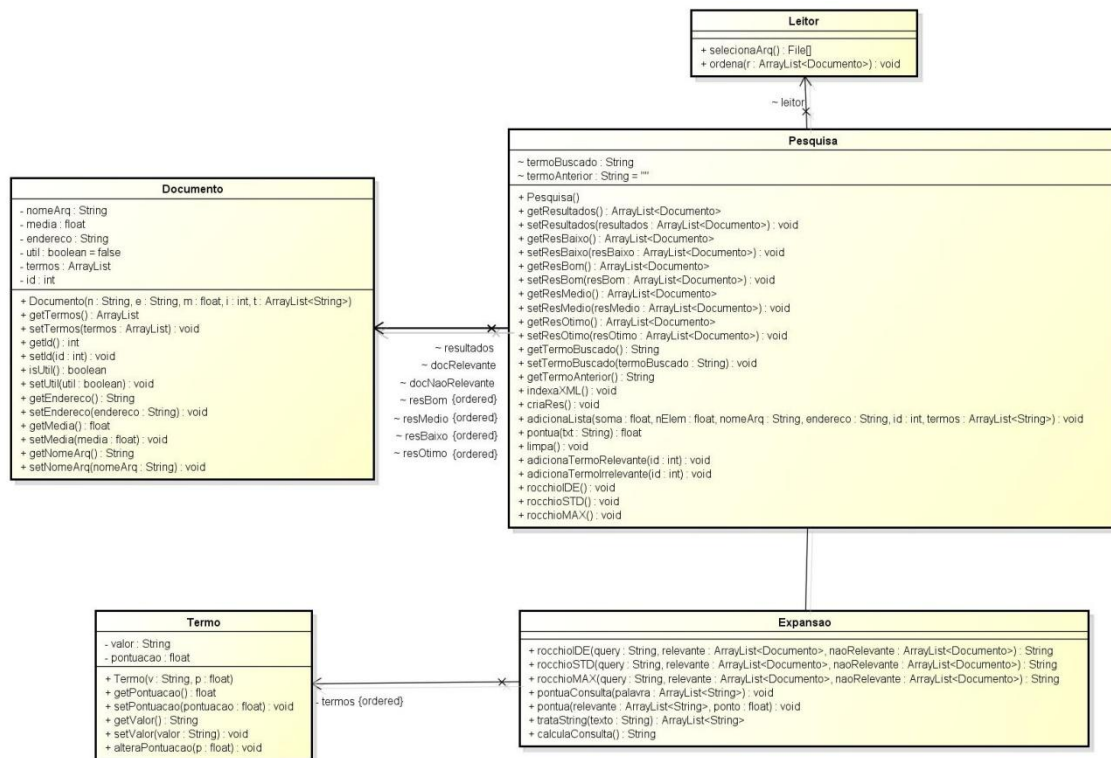 Leitor
+ selecionaArq() : File[]
+ ordena(r : ArrayList<Documento>) : void
~ leitor
Pesquisa
~ termoBuscado : String
~ termoAnterior : String = ""
+ Pesquisa()
+ getResultados() : ArrayList<Documento>
+ setResultados(resultados : ArrayList<Documento>) : void
+ getResBaixo() : ArrayList<Documento>
+ setResBaixo(resBaixo : ArrayList<Documento>) : void
+ getResBom() : ArrayList<Documento>
+ setResBom(resBom : ArrayList<Documento>) : void
+ getResMedio() : ArrayList<Documento>
+ setResMedio(resMedio : ArrayList<Documento>) : void
+ getResOtimo() : ArrayList<Documento>
+ setResOtimo(resOtimo : ArrayList<Documento>) : void
+ getTermoBuscado() : String
+ setTermoBuscado(termoBuscado : String) : void
+ getTermoAnterior() : String
+ indexaXML() : void
+ criaRes() : void
+ adicionaLista(soma : float, nElem : float, nomeArq : String, endereco : String, id : int, termos : ArrayList<String>) : void
+ pontua(txt : String) : float
+ limpa() : void
+ adicionaTermoRelevante(id : int) : void
+ adicionaTermoIrrelevante(id : int) : void
+ rocchioIDE() : void
+ rocchioSTD() : void
+ rocchioMAX() : void
Documento
- nomeArq : String
- media : float
- endereco : String
- util : boolean = false
- termos : ArrayList
- id : int
+ Documento(n : String, e : String, m : float, i : int, t : ArrayList<String>)
+ getTermos() : ArrayList
+ setTermos(termos : ArrayList) : void
+ getId() : int
+ setId(id : int) : void
+ isUtil() : boolean
+ setUtil(util : boolean) : void
+ getEndereco() : String
+ setEndereco(endereco : String) : void
+ getMedia() : float
+ setMedia(media : float) : void
+ getNomeArq() : String
+ setNomeArq(nomeArq : String) : void
~ resultados
~ docRelevante
~ docNaoRelevante
~ resBom {ordered}
~ resMedio {ordered}
~ resBaixo {ordered}
~ resOtimo {ordered}
Termo
- valor : String
- pontuacao : float
+ Termo(v : String, p : float)
+ getPontuacao() : float
+ setPontuacao(pontuacao : float) : void
+ getValor() : String
+ setValor(valor : String) : void
+ alteraPontuacao(p : float) : void
- termos {ordered}
Expansao
+ rocchioIDE(query : String, relevante : ArrayList<Documento>, naoRelevante : ArrayList<Documento>) : String
+ rocchioSTD(query : String, relevante : ArrayList<Documento>, naoRelevante : ArrayList<Documento>) : String
+ rocchioMAX(query : String, relevante : ArrayList<Documento>, naoRelevante : ArrayList<Documento>) : String
+ pontuaConsulta(palavra : ArrayList<String>) : void
+ pontua(relevante : ArrayList<String>, ponto : float) : void
+ trataString(texto : String) : ArrayList<String>
+ calculaConsulta() : String